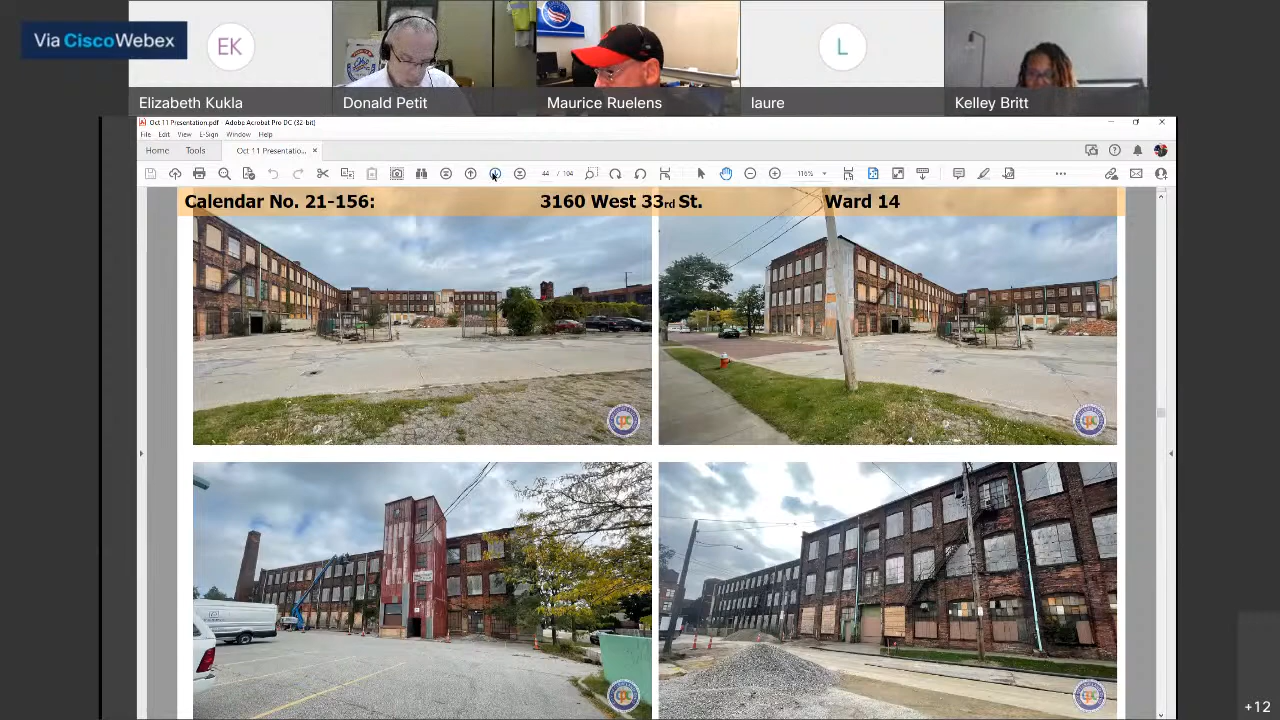 Via Cisco Webex
EK
L
Elizabeth Kukla
Donald Petit
Maurice Ruelens
laure
Kelley Britt
Oct 11 Presentation.pdf - Adobe Acrobat Pro DC (32-bit)
File Edit View E-Sign Window Help
Home Tools Oct 11 Presentatio... ×
44 / 104
116%
Calendar No. 21-156: 3160 West 33rd St. Ward 14
+12